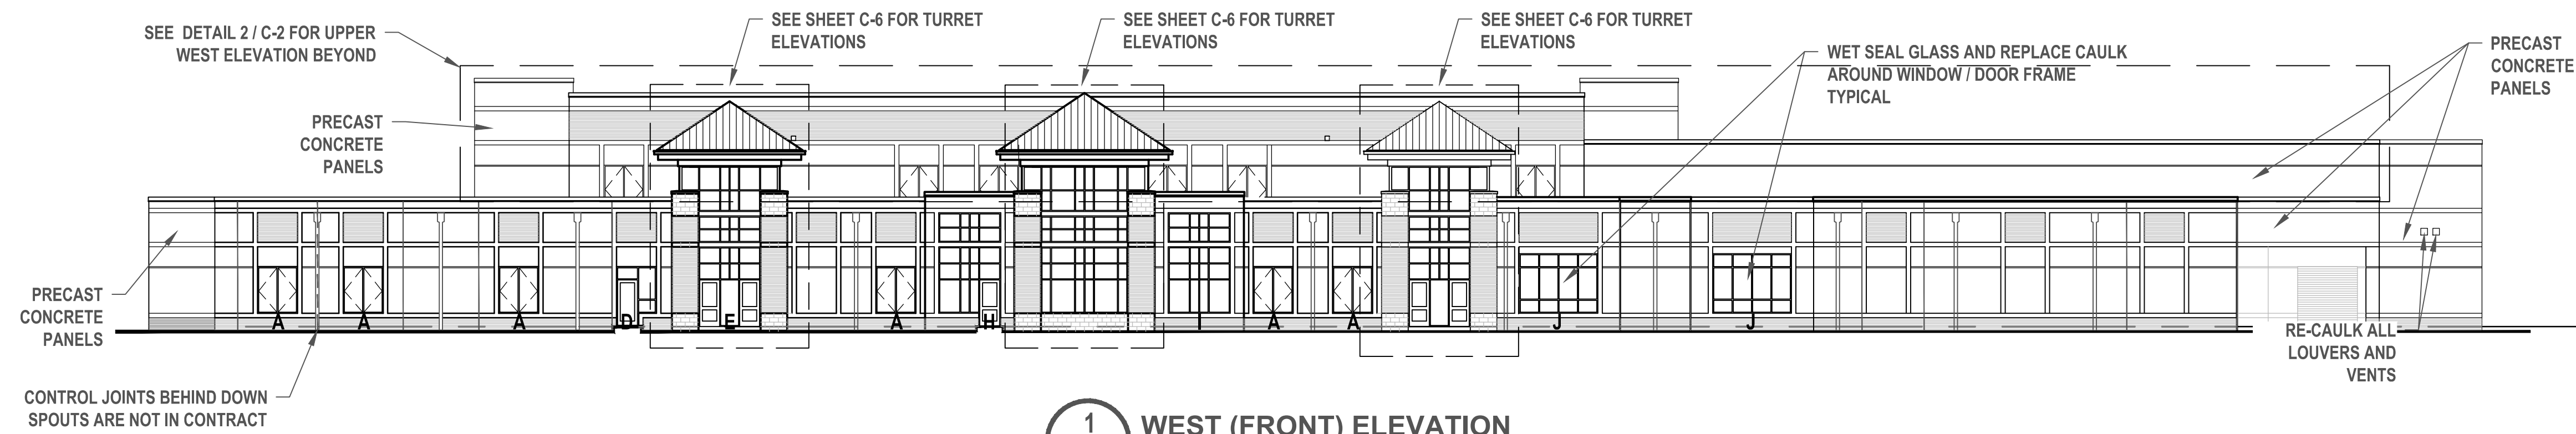 SEE DETAIL 2 / C-2 FOR UPPER
WEST ELEVATION BEYOND
SEE SHEET C-6 FOR TURRET
ELEVATIONS
SEE SHEET C-6 FOR TURRET
ELEVATIONS
SEE SHEET C-6 FOR TURRET
ELEVATIONS
WET SEAL GLASS AND REPLACE CAULK
AROUND WINDOW / DOOR FRAME
TYPICAL
PRECAST
CONCRETE
PANELS
PRECAST
CONCRETE
PANELS
PRECAST
CONCRETE
PANELS
A
A
A
D
E
A
H
I
A
A
J
J
RE-CAULK ALL
LOUVERS AND
VENTS
CONTROL JOINTS BEHIND DOWN
SPOUTS ARE NOT IN CONTRACT
1
WEST (FRONT) ELEVATION